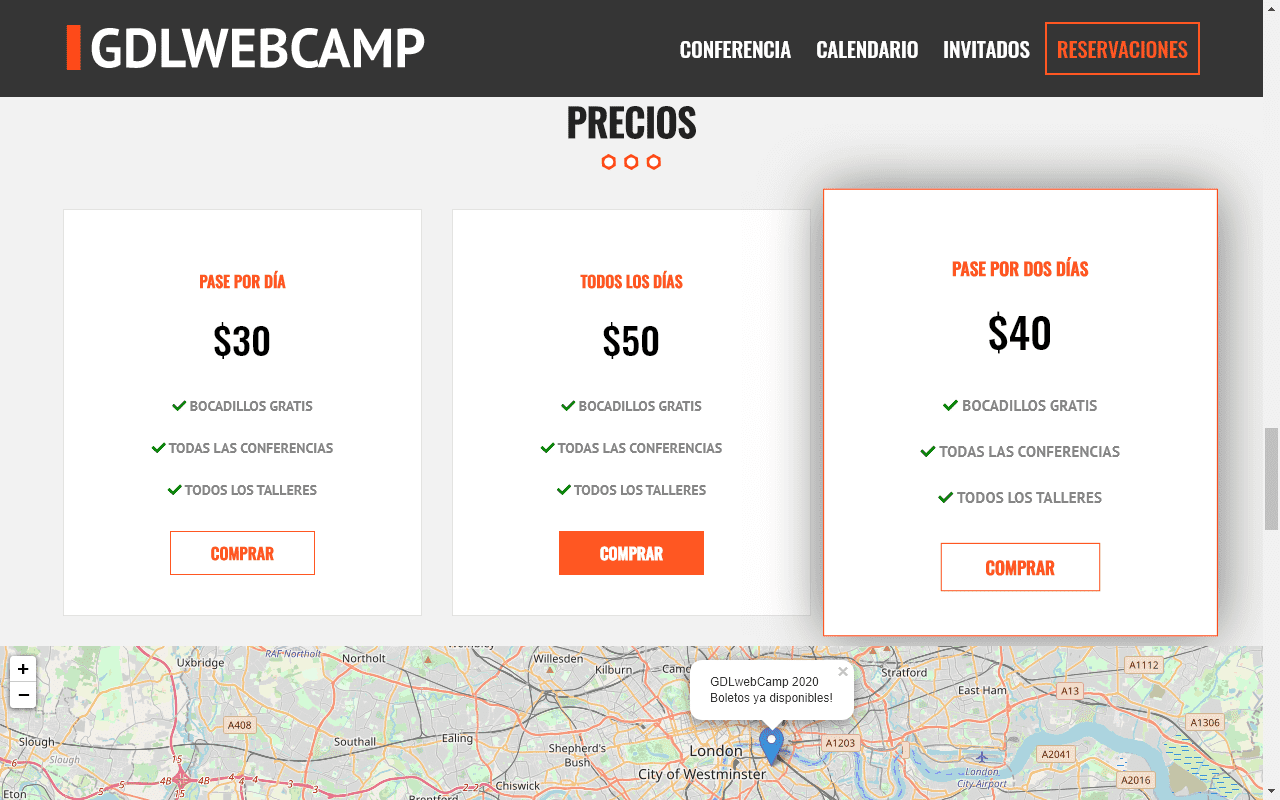 GDLWEBCAMP
CONFERENCIA
CALENDARIO
INVITADOS
RESERVACIONES
PRECIOS
PASE POR DÍA
$30
BOCADILLOS GRATIS
TODAS LAS CONFERENCIAS
TODOS LOS TALLERES
COMPRAR
TODOS LOS DÍAS
$50
BOCADILLOS GRATIS
TODAS LAS CONFERENCIAS
TODOS LOS TALLERES
COMPRAR
PASE POR DOS DÍAS
$40
BOCADILLOS GRATIS
TODAS LAS CONFERENCIAS
TODOS LOS TALLERES
COMPRAR
+
−
GDLwebCamp 2020
Boletos ya disponibles!
×
RAF Northolt
Uxbridge
Northolt
Wembley
Willesden
Kilburn
Stratford
A1112
East Ham
A13
A408
A1306
Slough
Slough
Southall
Ealing
Shepherd's
Bush
London
A1203
A2041
City of Westminster
London
City Airport
A2016
4B
4
4B
Chiswick
Eton
Brentford